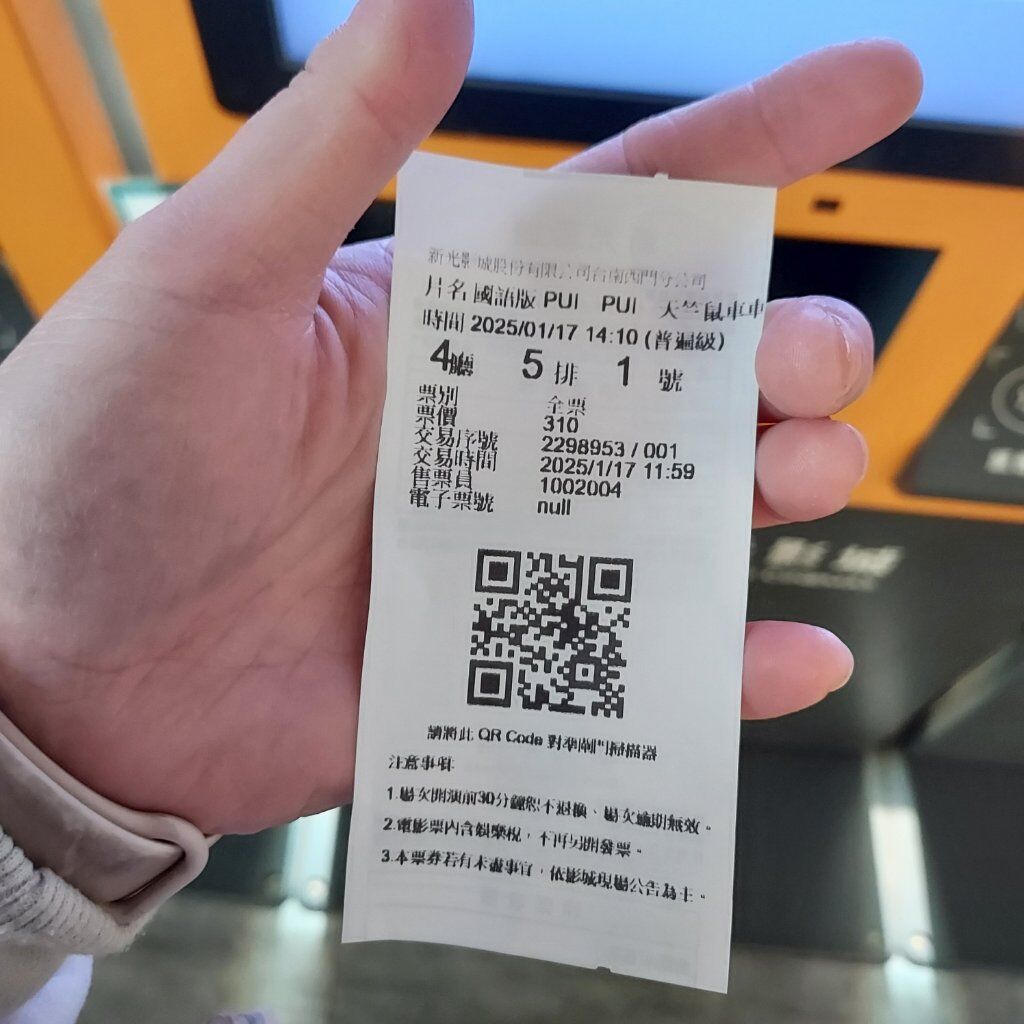 新光影城股份有限公司台南西門分公司
片名 國語版 PUI PUI 天竺鼠車車
時間 2025/01/17 14:10 (普遍級)
4廳 5 排 1 號
票別 全票
票價 310
交易序號 2298953 / 001
交易時間 2025/1/17 11:59
售票員 1002004
電子票號 null
請將此 QR Code 對準閘門掃描器
注意事項
1.場次開演前30分鐘恕不退換、場次逾期無效。
2.電影票內含娛樂稅，不再另開發票。
3.本票券若有未盡事宜，依影城現場公告為主。
影城